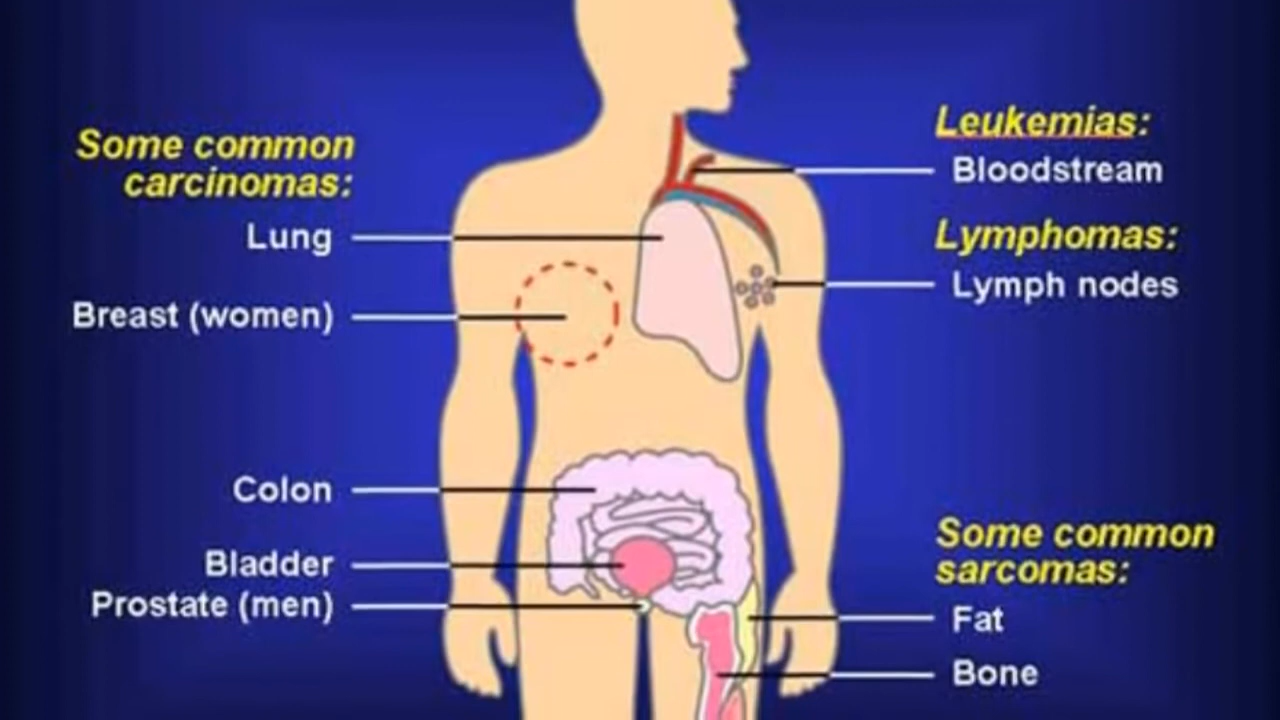 Some common
carcinomas:
Lung
Breast (women)
Colon
Bladder
Prostate (men)
Leukemias:
Bloodstream
Lymphomas:
Lymph nodes
Some common
sarcomas:
Fat
Bone